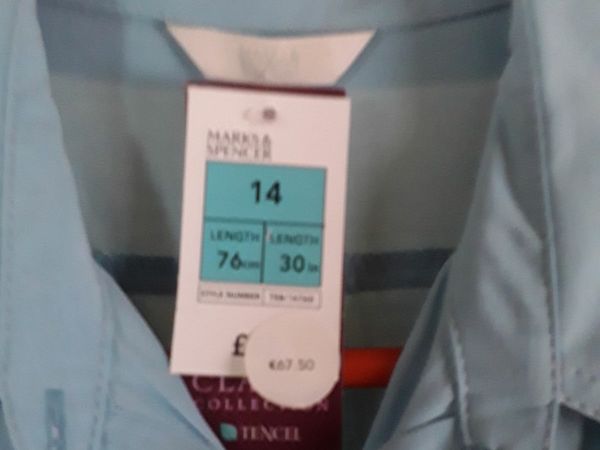 MARKS &
SPENCER
14
LENGTH LENGTH
76cm 30in
STYLE NUMBER
£
€67.50
COLLECTION
TENCEL